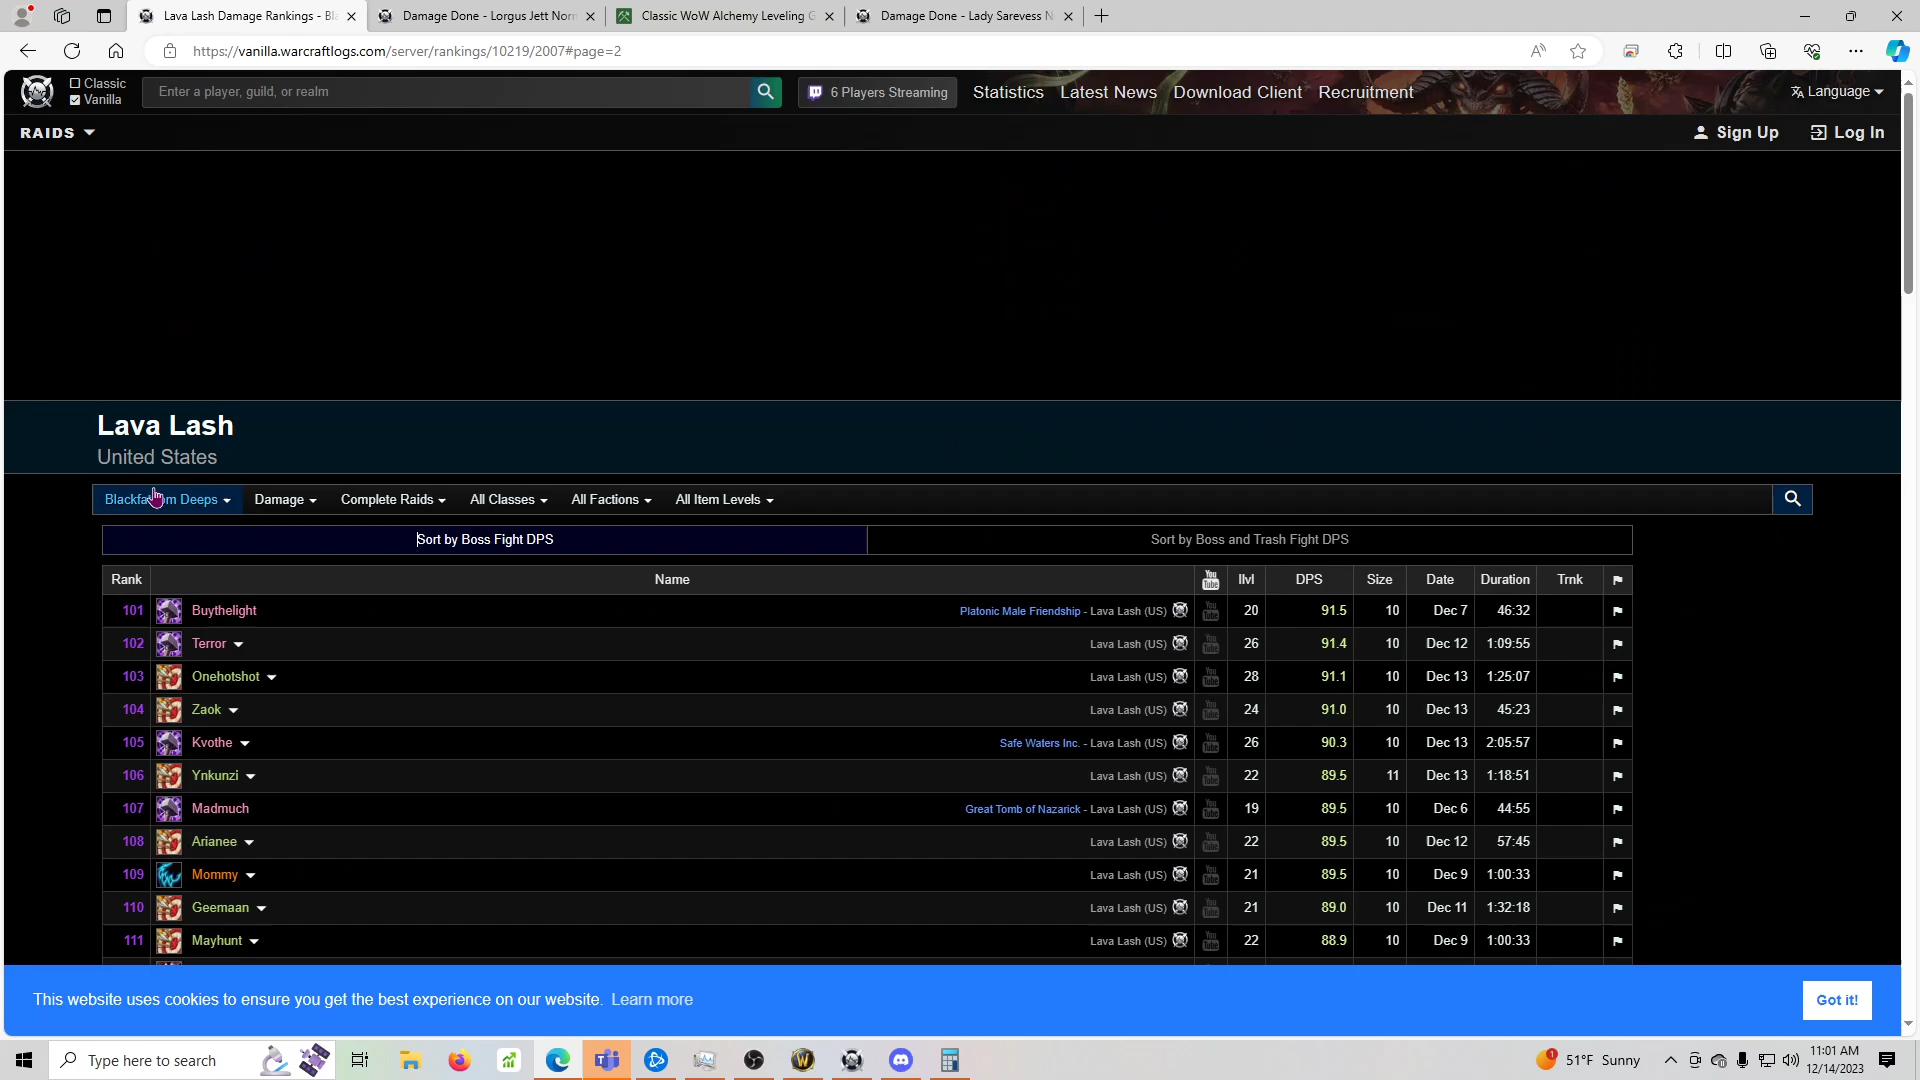 Lava Lash Damage Rankings - Bl
Damage Done - Lorgus Jett Norm
Classic WoW Alchemy Leveling G
Damage Done - Lady Sarevess N
https://vanilla.warcraftlogs.com/server/rankings/10219/2007#page=2
Classic
Vanilla
Enter a player, guild, or realm
6 Players Streaming
Statistics
Latest News
Download Client
Recruitment
Language
RAIDS
Sign Up
Log In
Lava Lash
United States
Damage
Complete Raids
All Classes
All Factions
All Item Levels
Sort by Boss Fight DPS
Sort by Boss and Trash Fight DPS
Rank Name You Tube Ilvl DPS Size Date Duration Trnk
101 Buythelight Platonic Male Friendship - Lava Lash (US) 20 91.5 10 Dec 7 46:32
102 Terror Lava Lash (US) 26 91.4 10 Dec 12 1:09:55
103 Onehotshot Lava Lash (US) 28 91.1 10 Dec 13 1:25:07
104 Zaok Lava Lash (US) 24 91.0 10 Dec 13 45:23
105 Kvothe Safe Waters Inc. - Lava Lash (US) 26 90.3 10 Dec 13 2:05:57
106 Ynkunzi Lava Lash (US) 22 89.5 11 Dec 13 1:18:51
107 Madmuch Great Tomb of Nazarick - Lava Lash (US) 19 89.5 10 Dec 6 44:55
108 Arianee Lava Lash (US) 22 89.5 10 Dec 12 57:45
109 Mommy Lava Lash (US) 21 89.5 10 Dec 9 1:00:33
110 Geemaan Lava Lash (US) 21 89.0 10 Dec 11 1:32:18
111 Mayhunt Lava Lash (US) 22 88.9 10 Dec 9 1:00:33
This website uses cookies to ensure you get the best experience on our website. Learn more
Got it!
Type here to search
1
51°F Sunny
11:01 AM
12/14/2023